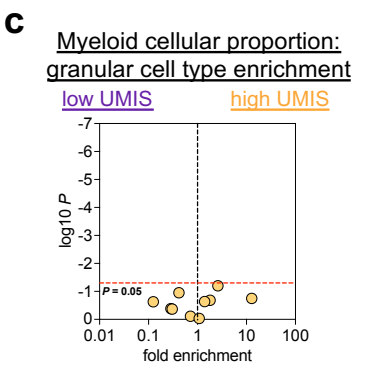 c
Myeloid cellular proportion:
granular cell type enrichment
low UMIS high UMIS
-7
-6
-5
-4
-3
-2
-1
0
log10 P
P = 0.05
0.01 0.1 1 10 100
fold enrichment